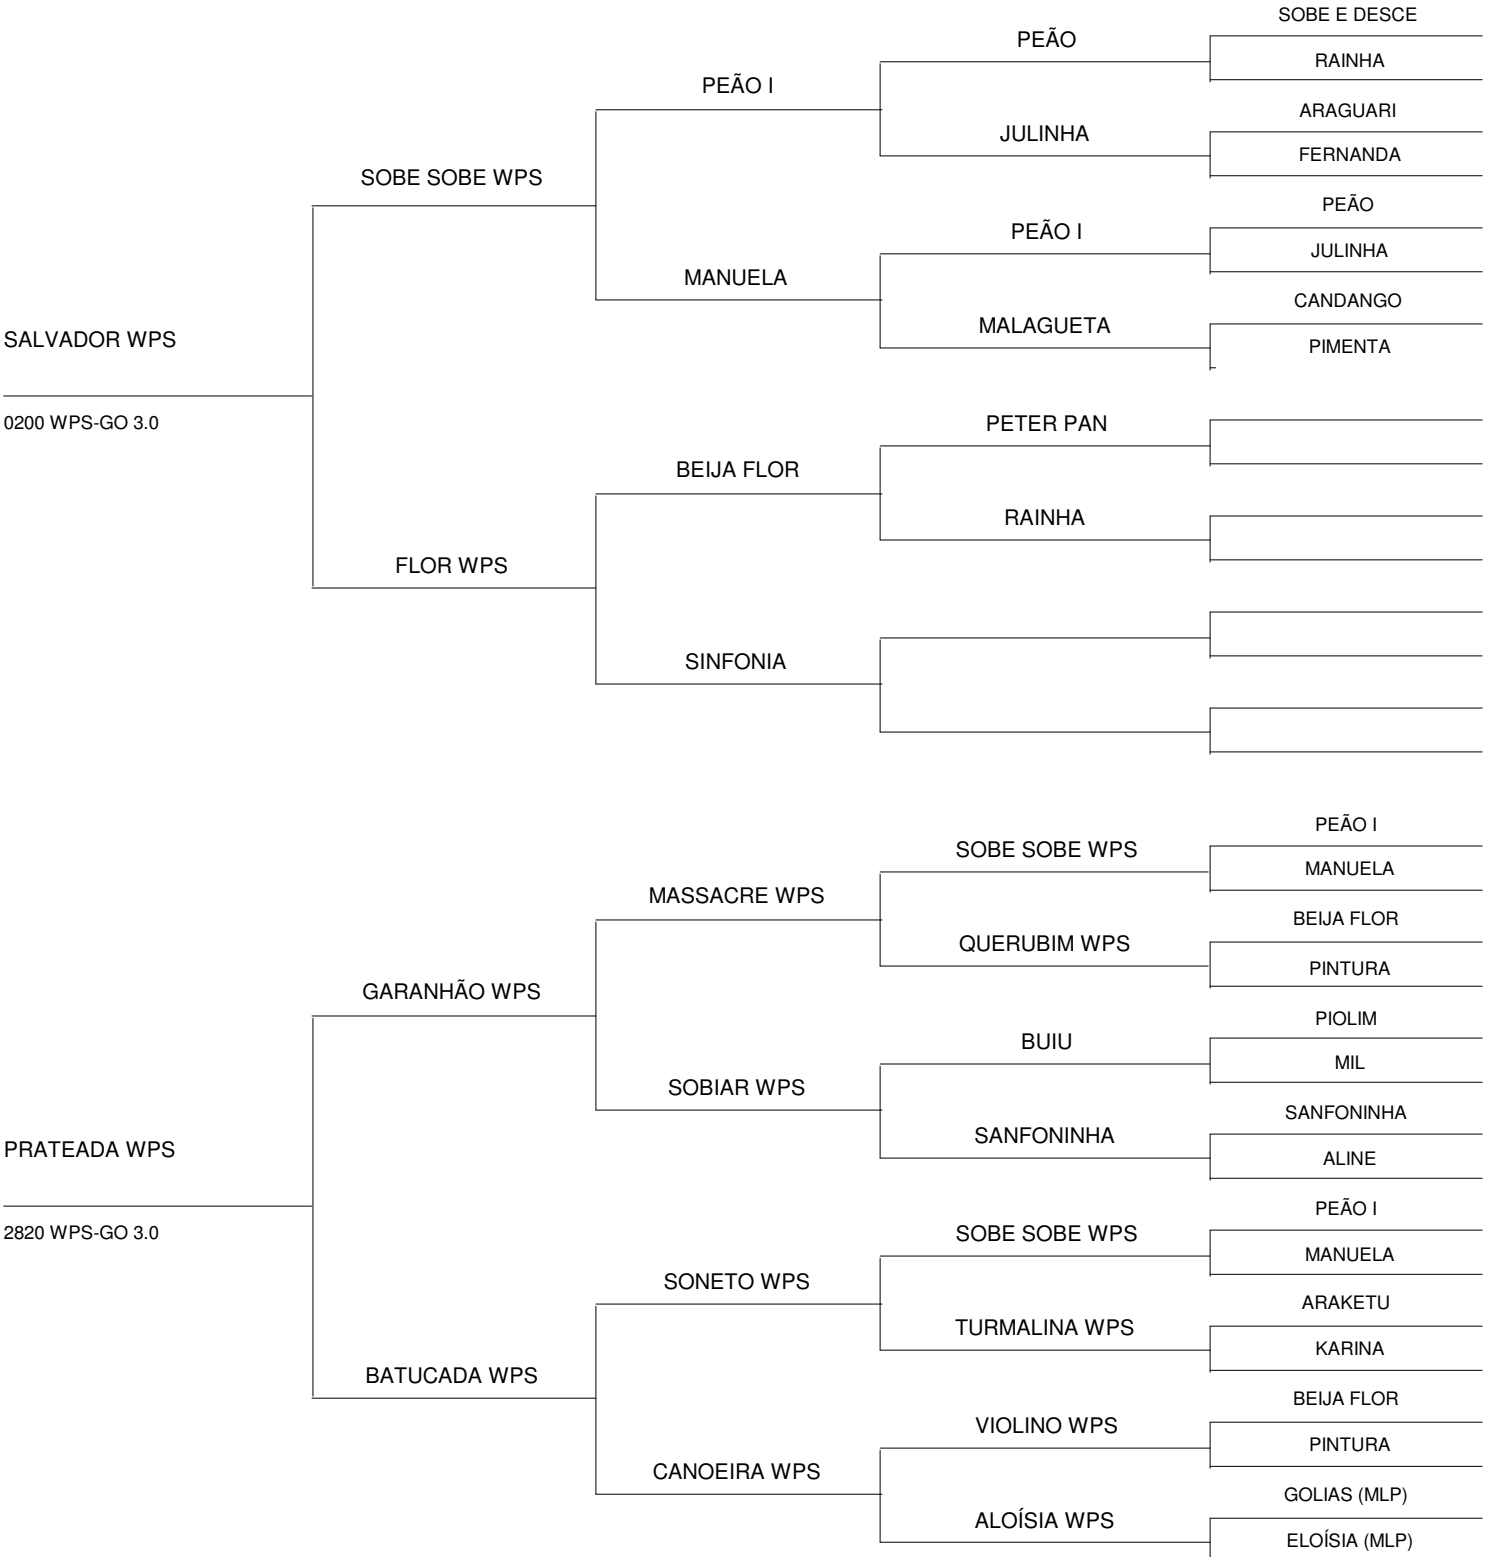 SOBE E DESCE
PEÃO
RAINHA
PEÃO I
ARAGUARI
JULINHA
FERNANDA
SOBE SOBE WPS
PEÃO
PEÃO I
JULINHA
MANUELA
CANDANGO
MALAGUETA
SALVADOR WPS
PIMENTA
0200 WPS-GO 3.0
PETER PAN
BEIJA FLOR
RAINHA
FLOR WPS
SINFONIA
PEÃO I
SOBE SOBE WPS
MANUELA
MASSACRE WPS
BEIJA FLOR
QUERUBIM WPS
PINTURA
GARANHÃO WPS
PIOLIM
BUIU
MIL
SOBIAR WPS
SANFONINHA
SANFONINHA
PRATEADA WPS
ALINE
PEÃO I
2820 WPS-GO 3.0
SOBE SOBE WPS
MANUELA
SONETO WPS
ARAKETU
TURMALINA WPS
KARINA
BATUCADA WPS
BEIJA FLOR
VIOLINO WPS
PINTURA
CANOEIRA WPS
GOLIAS (MLP)
ALOÍSIA WPS
ELOÍSIA (MLP)